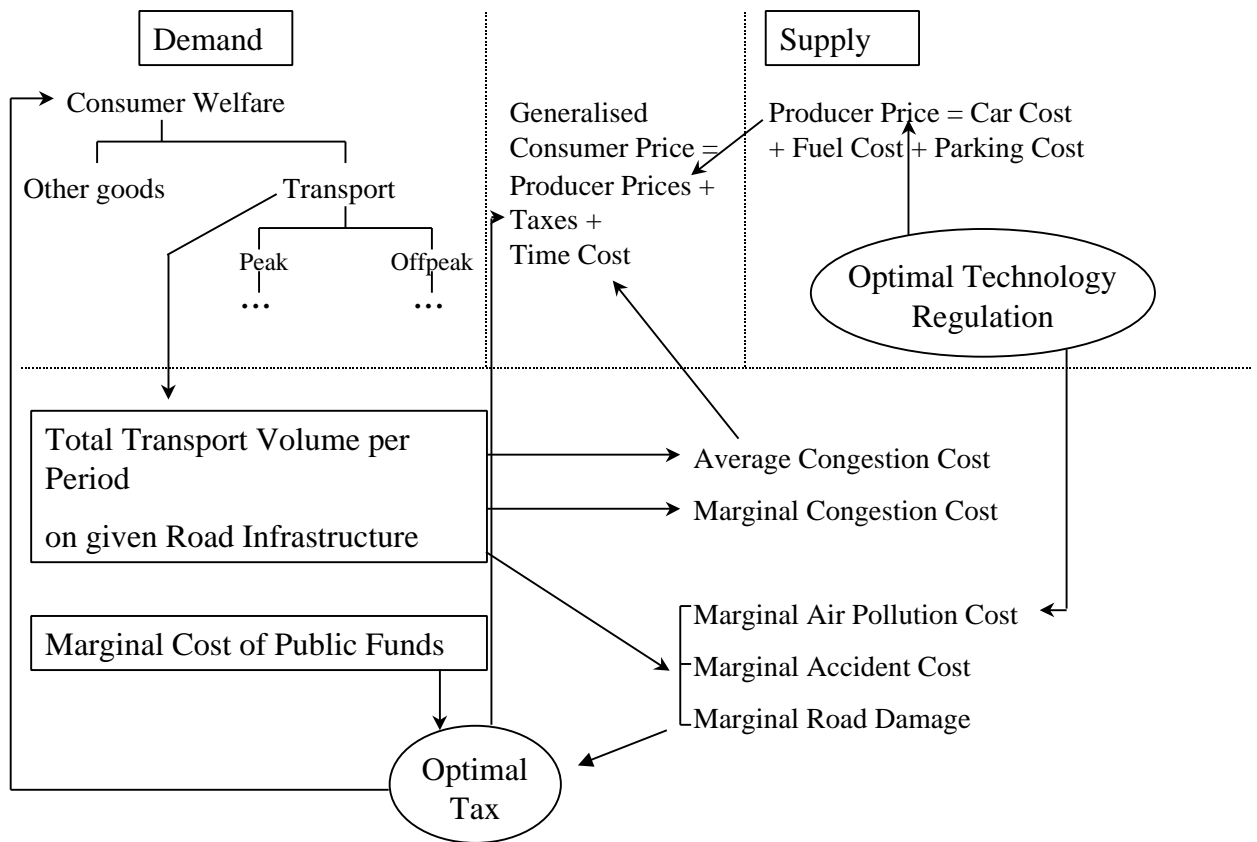 Demand
Supply
Consumer Welfare
Other goods
Transport
Peak
Offpeak
...
...
Generalised
Consumer Price =
Producer Prices +
Taxes +
Time Cost
Producer Price = Car Cost
+ Fuel Cost + Parking Cost
Optimal Technology
Regulation
Total Transport Volume per
Period
on given Road Infrastructure
Average Congestion Cost
Marginal Congestion Cost
Marginal Cost of Public Funds
Marginal Air Pollution Cost
Marginal Accident Cost
Marginal Road Damage
Optimal
Tax